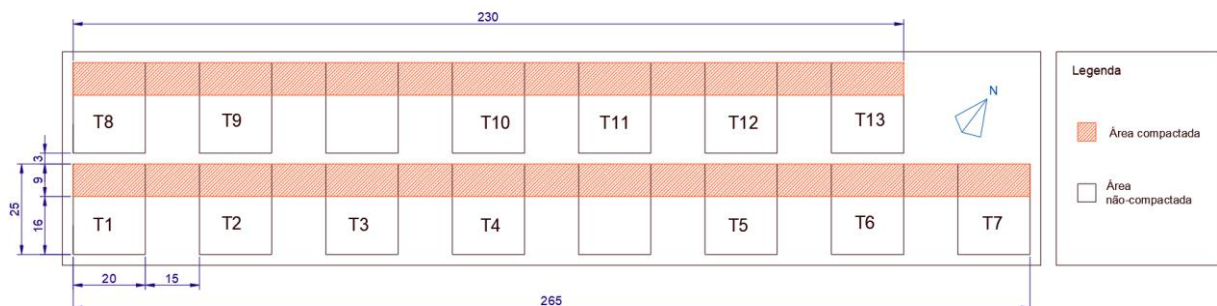 230
T8 T9 T10 T11 T12 T13
N
3
9
25
16
T1 T2 T3 T4 T5 T6 T7
20 15
265
Legenda
Área compactada
Área
não-compactada